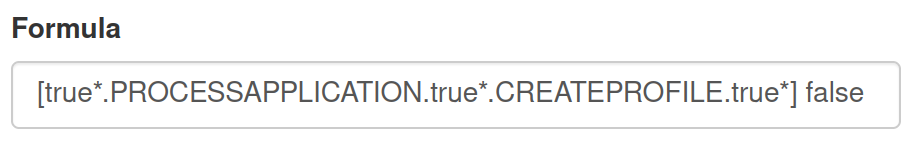 Formula
[true*.PROCESSAPPLICATION.true*.CREATEPROFILE.true*] false